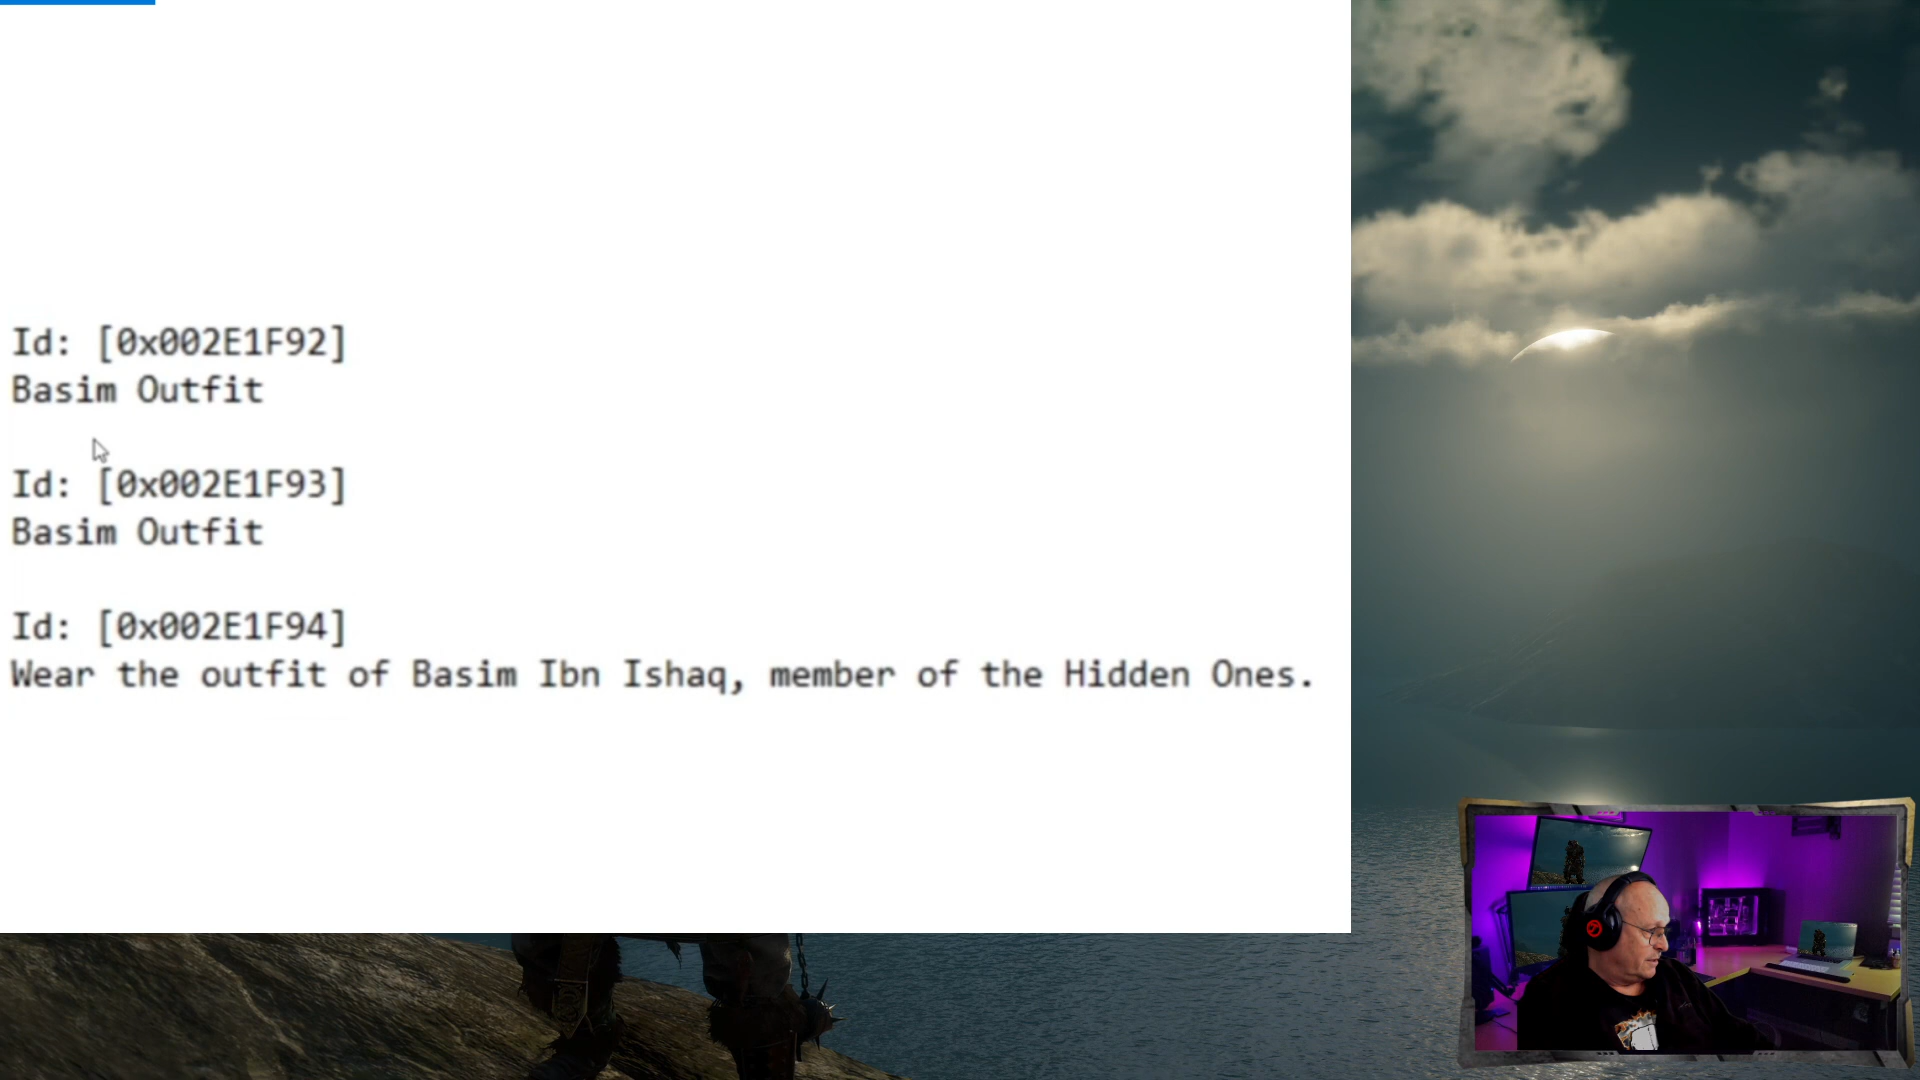 Id: [0x002E1F92]
Basim Outfit
Id: [0x002E1F93]
Basim Outfit
Id: [0x002E1F94]
Wear the outfit of Basim Ibn Ishaq, member of the Hidden Ones.